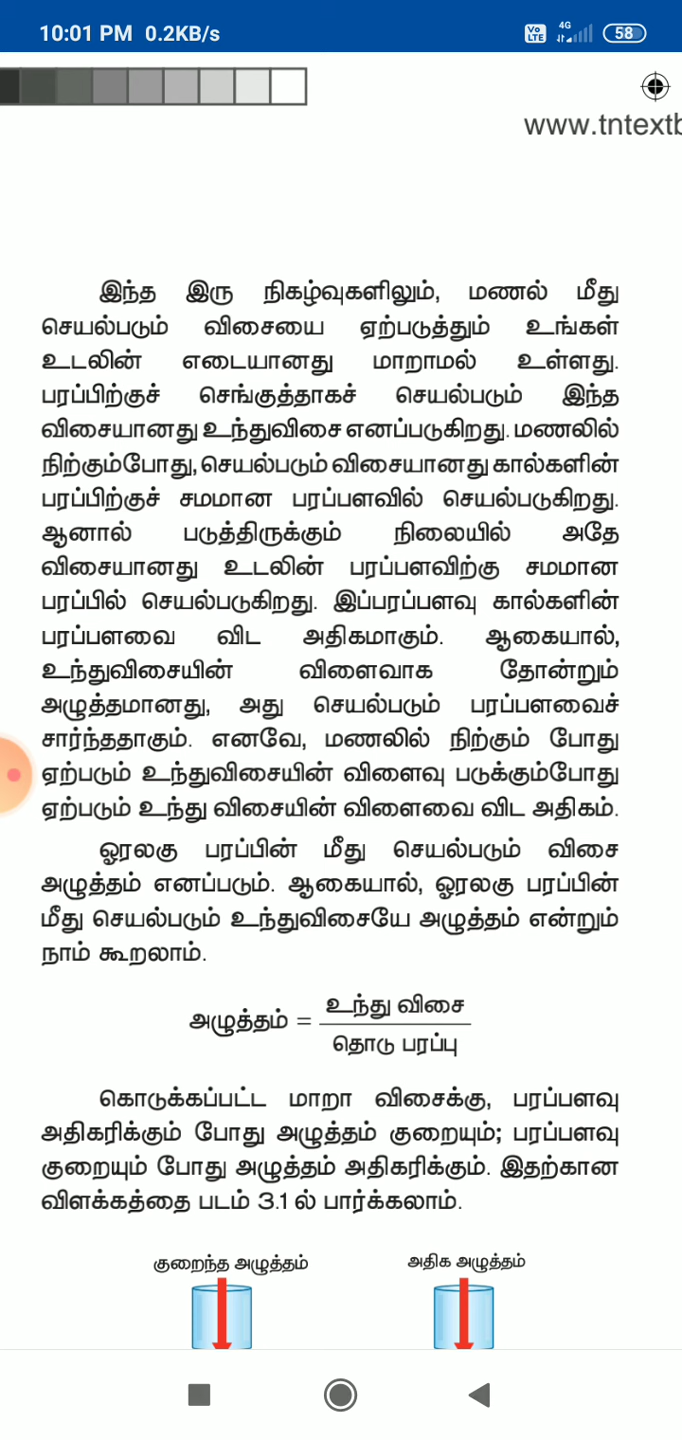 10:01 PM 0.2KB/s
Vo LTE 4G 58
www.tntextb
இந்த இரு நிகழ்வுகளிலும், மணல் மீது
செயல்படும் விசையை ஏற்படுத்தும் உங்கள்
உடலின் எடையானது மாறாமல் உள்ளது.
பரப்பிற்குச் செங்குத்தாகச் செயல்படும் இந்த
விசையானது உந்துவிசை எனப்படுகிறது. மணலில்
நிற்கும்போது, செயல்படும் விசையானது கால்களின்
பரப்பிற்குச் சமமான பரப்பளவில் செயல்படுகிறது.
ஆனால் படுத்திருக்கும் நிலையில் அதே
விசையானது உடலின் பரப்பளவிற்கு சமமான
பரப்பில் செயல்படுகிறது. இப்பரப்பளவு கால்களின்
பரப்பளவை விட அதிகமாகும். ஆகையால்,
உந்துவிசையின் விளைவாக தோன்றும்
அழுத்தமானது, அது செயல்படும் பரப்பளவைச்
சார்ந்ததாகும். எனவே, மணலில் நிற்கும் போது
ஏற்படும் உந்துவிசையின் விளைவு படுக்கும்போது
ஏற்படும் உந்து விசையின் விளைவை விட அதிகம்.
ஓரலகு பரப்பின் மீது செயல்படும் விசை
அழுத்தம் எனப்படும். ஆகையால், ஓரலகு பரப்பின்
மீது செயல்படும் உந்துவிசையே அழுத்தம் என்றும்
நாம் கூறலாம்.
அழுத்தம் = உந்து விசை
தொடு பரப்பு
கொடுக்கப்பட்ட மாறா விசைக்கு, பரப்பளவு
அதிகரிக்கும் போது அழுத்தம் குறையும்; பரப்பளவு
குறையும் போது அழுத்தம் அதிகரிக்கும். இதற்கான
விளக்கத்தை படம் 3.1 ல் பார்க்கலாம்.
குறைந்த அழுத்தம் அதிக அழுத்தம்